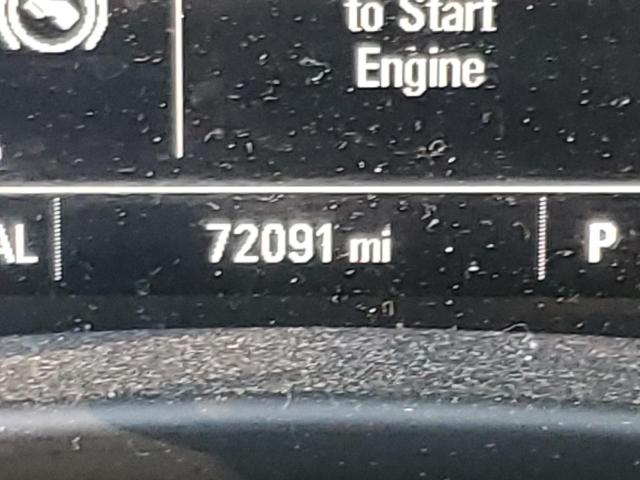 to Start
Engine
AL
72091 mi
P